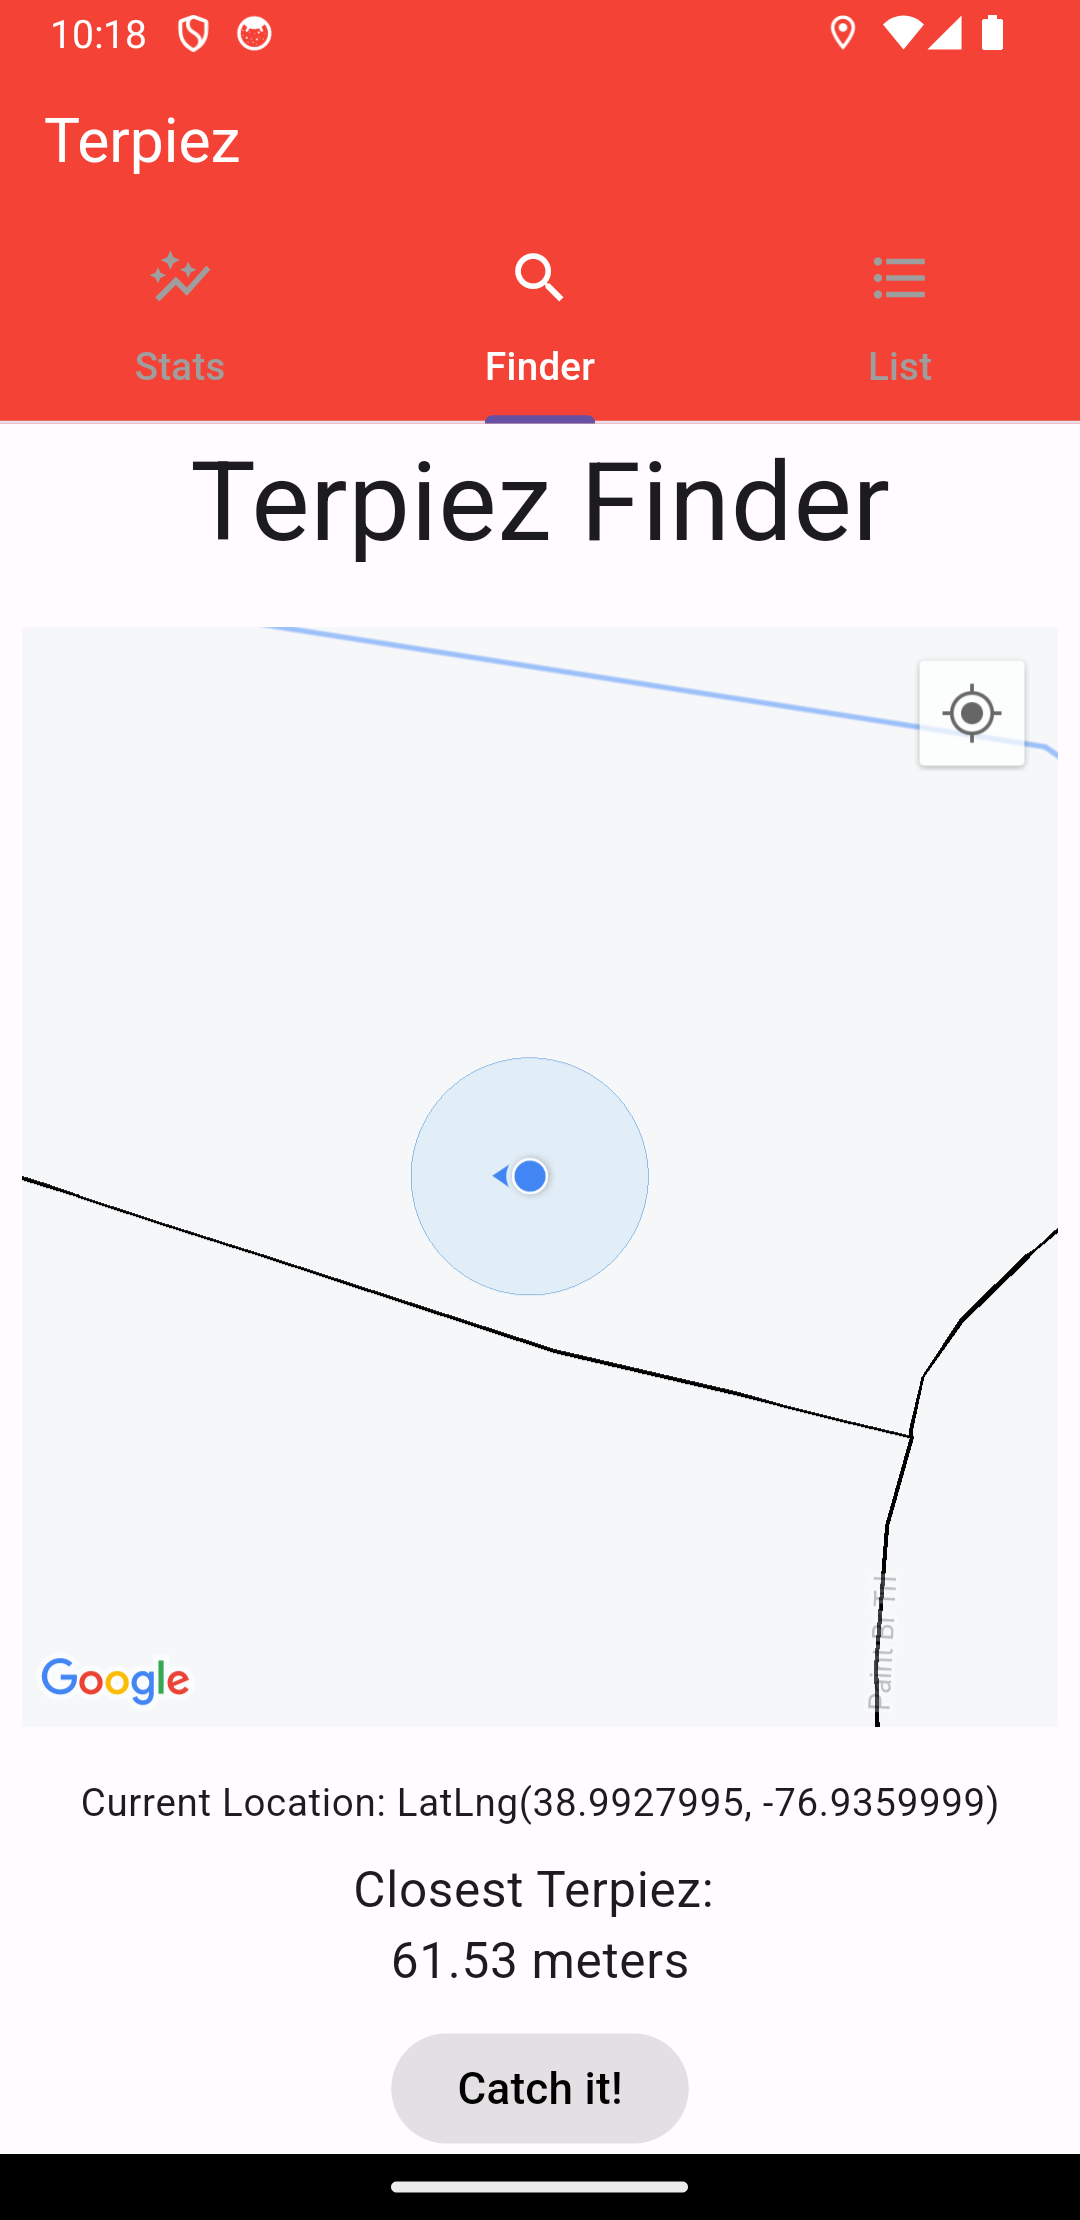 10:18
Terpiez
Stats
Finder
List
Terpiez Finder
Paint Br Trl
Google
Current Location: LatLng(38.9927995, -76.9359999)
Closest Terpiez:
61.53 meters
Catch it!